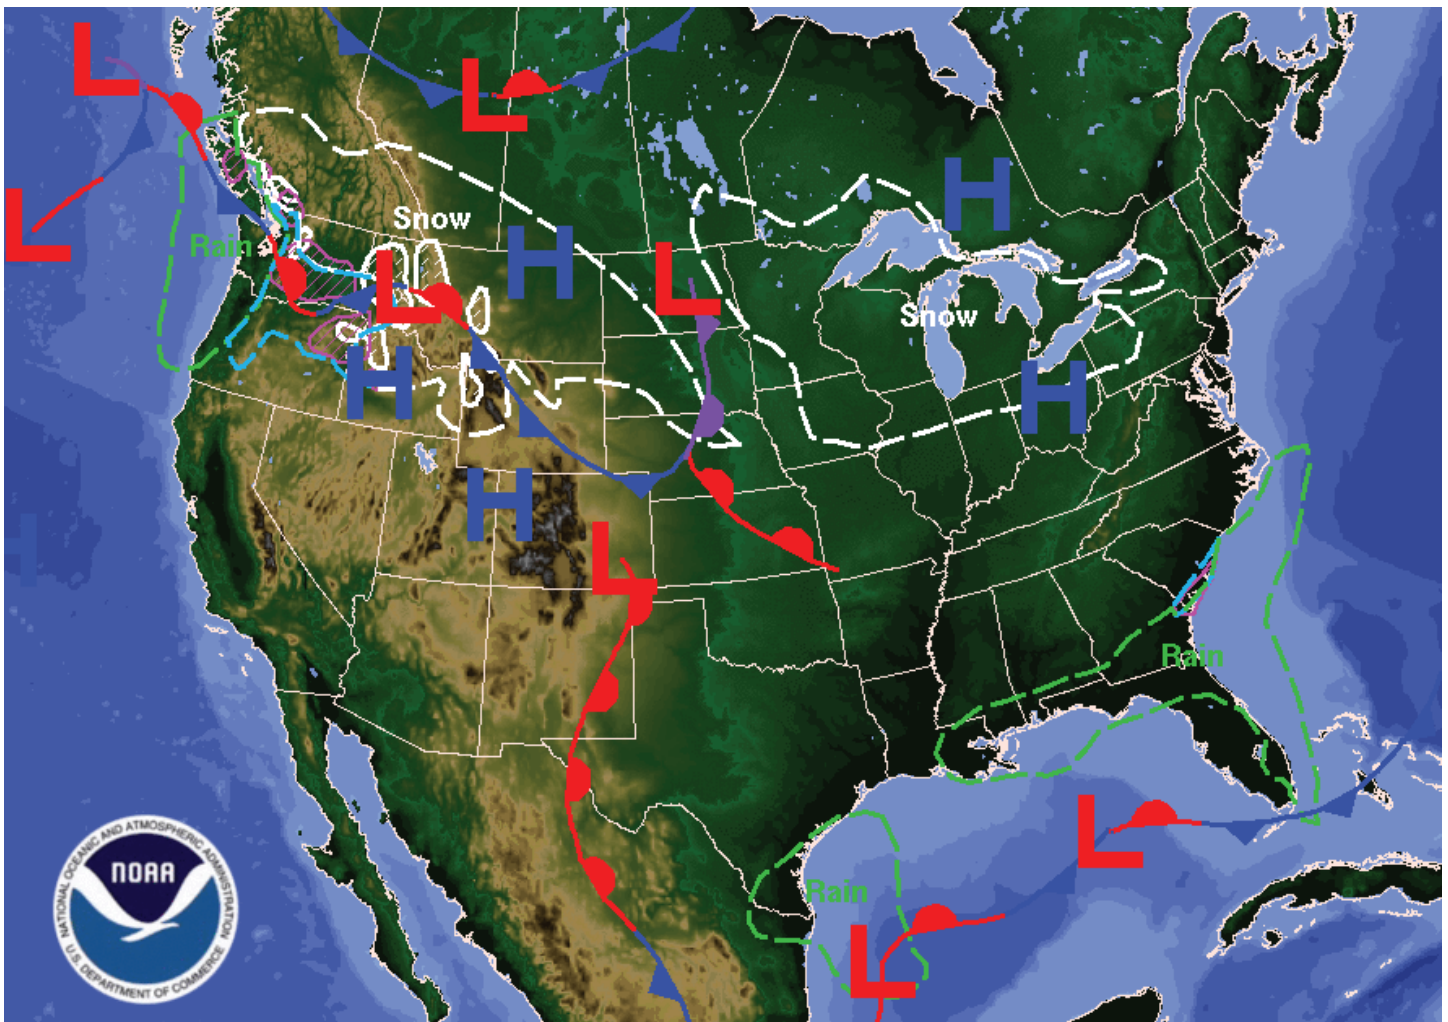 L
L
H
L
Snow
Rain
H
L
L
Snow
H
H
H
H
L
Rain
L
NATIONAL OCEANIC AND ATMOSPHERIC ADMINISTRATION
NOAA
U.S. DEPARTMENT OF COMMERCE
Rain
L